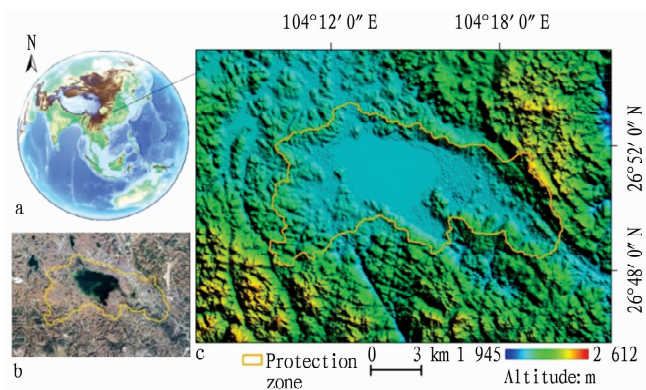 104°12′0″E 104°18′0″E
N
26°52′0″N
26°48′0″N
a
b
c
Protection zone
0 3 km
1 945 2 612
Altitude:m